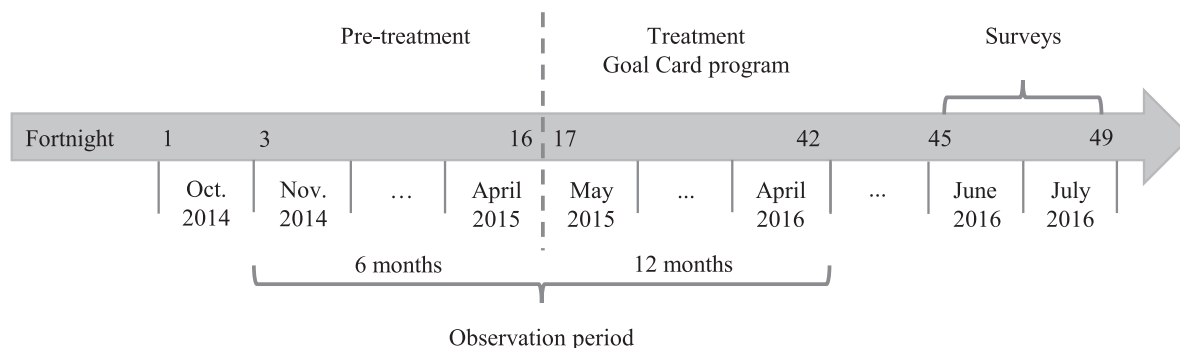 Pre-treatment
Treatment
Goal Card program
Surveys
Fortnight 1 3 16 17 42 45 49
Oct.
2014
Nov.
2014
…
April
2015
May
2015
...
April
2016
...
June
2016
July
2016
6 months
12 months
Observation period